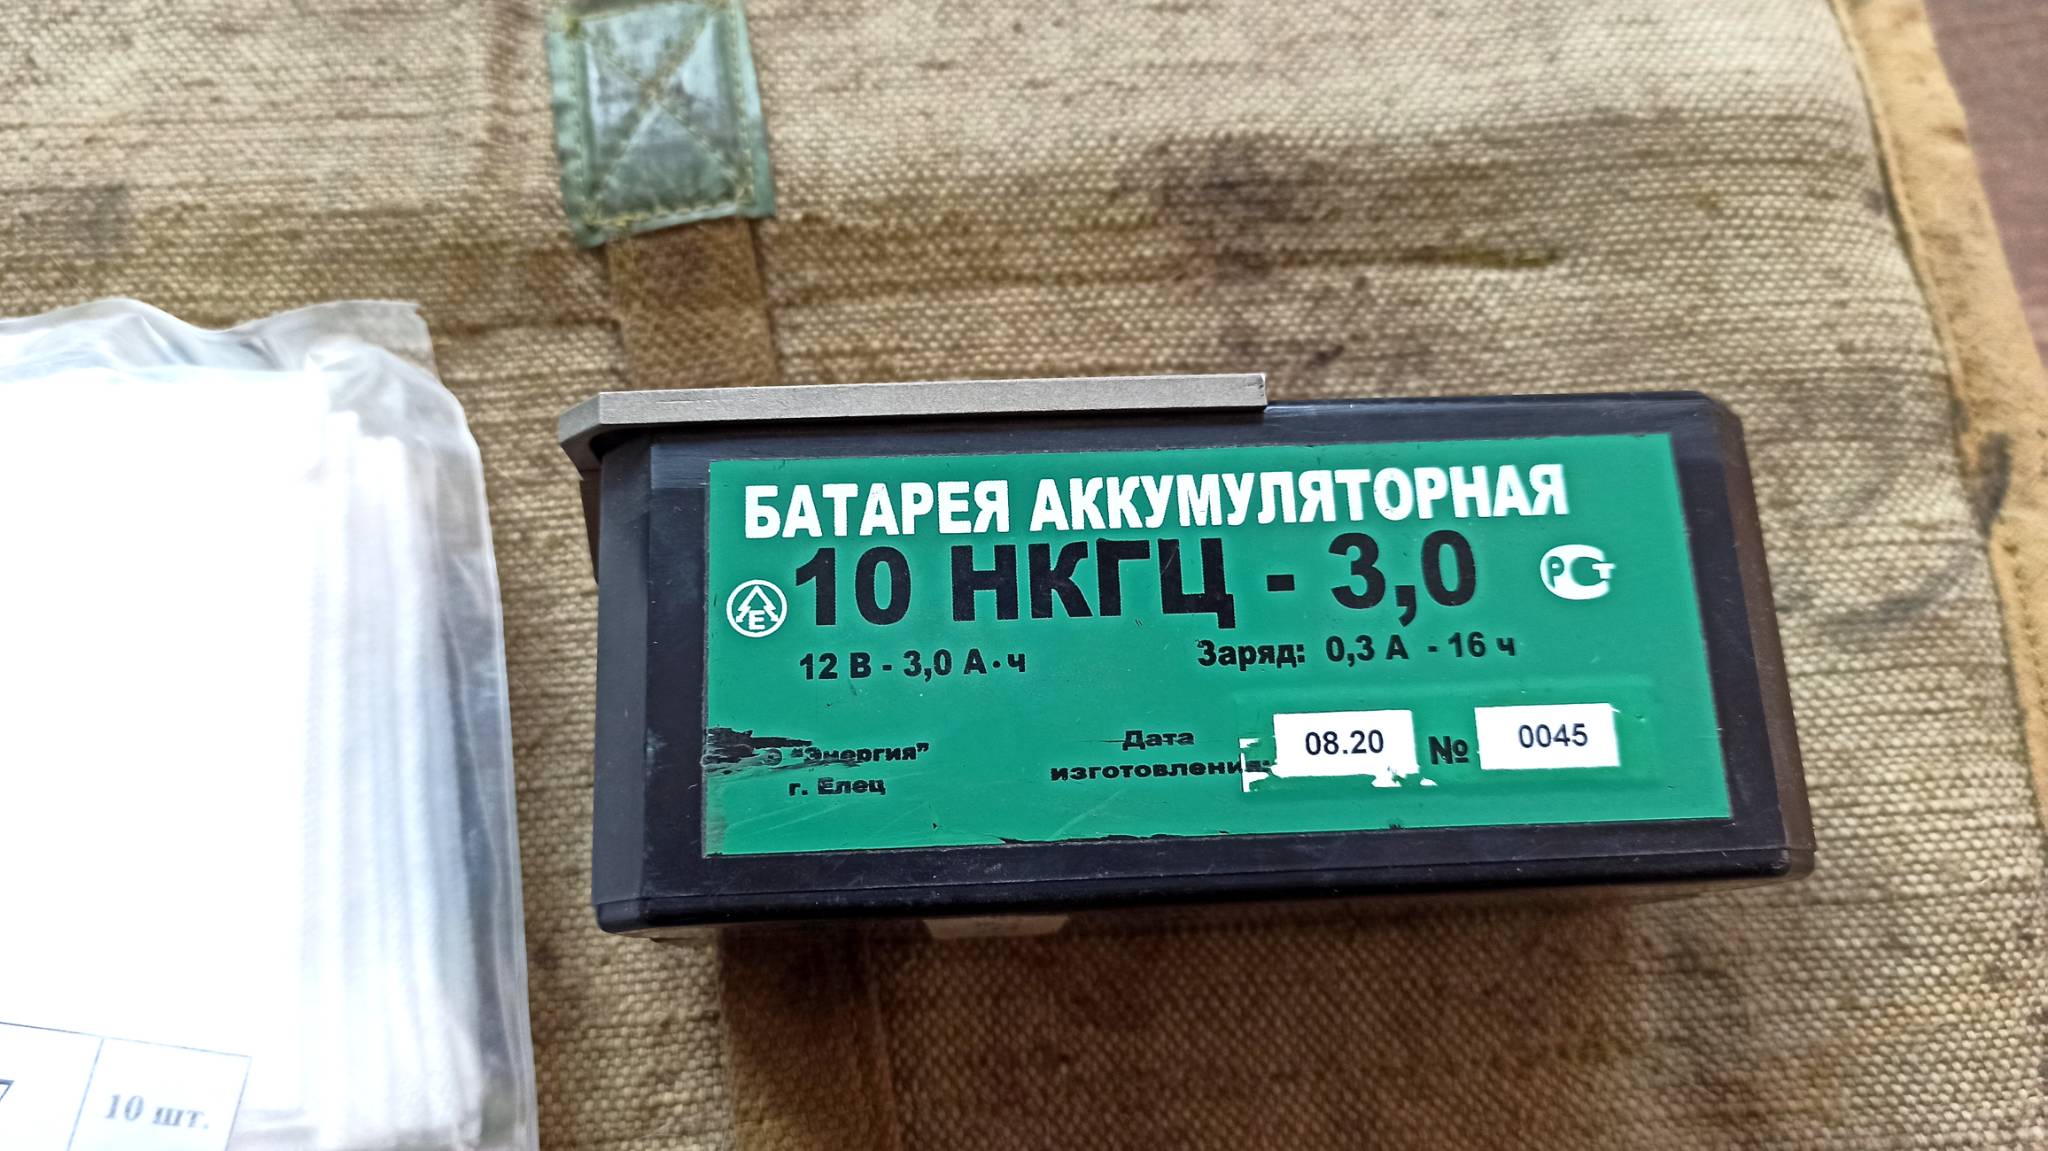 БАТАРЕЯ АККУМУЛЯТОРНАЯ
10 НКГЦ - 3,0
Е
РСТ
12 В - 3,0 А·ч
Заряд: 0,3 А - 16 ч
"Энергия"
г. Елец
Дата
изготовления:
08.20
№
0045
10 шт.